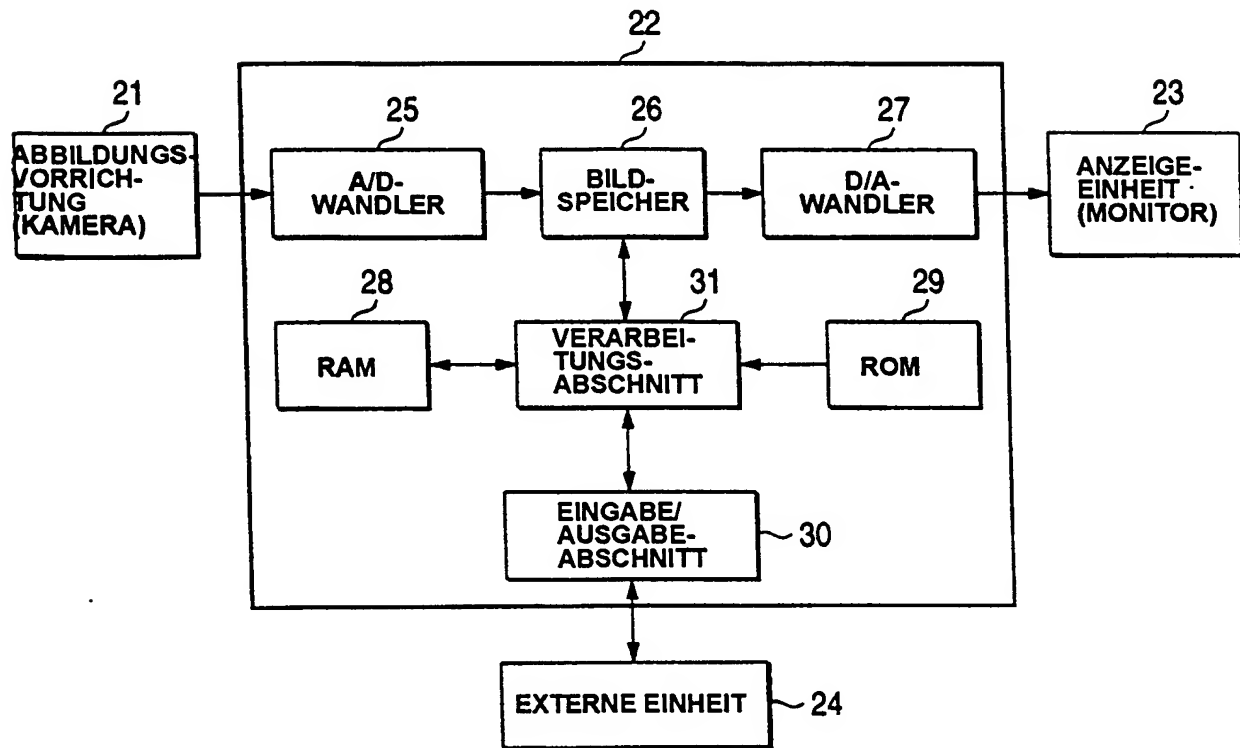 22
21
25
26
27
23
ABBILDUNGS-
VORRICH-
TUNG
(KAMERA)
A/D-
WANDLER
BILD-
SPEICHER
D/A-
WANDLER
ANZEIGE-
EINHEIT
(MONITOR)
28
31
29
RAM
VERARBEI-
TUNGS-
ABSCHNITT
ROM
EINGABE/
AUSGABE-
ABSCHNITT
30
EXTERNE EINHEIT
24